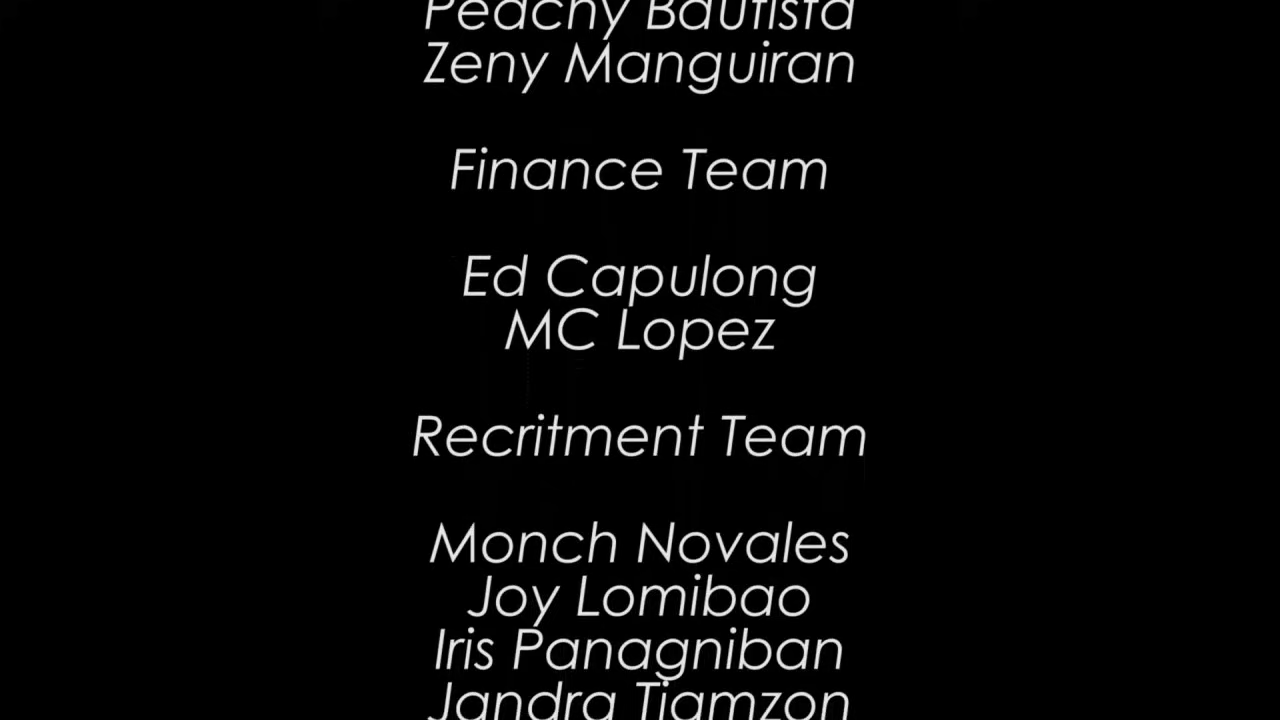 Peachy Bautista
Zeny Manguiran
Finance Team
Ed Capulong
MC Lopez
Recritment Team
Monch Novales
Joy Lomibao
Iris Panagniban
Jandra Tiamzon